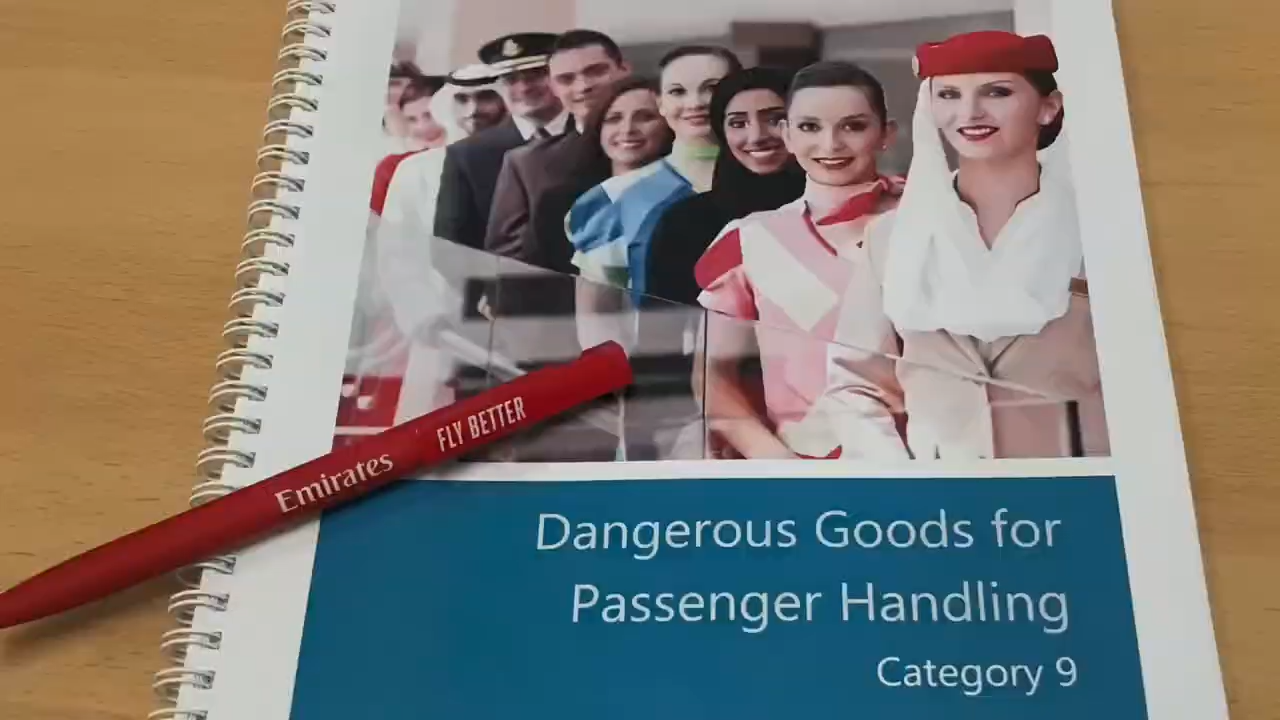 Emirates FLY BETTER
Dangerous Goods for
Passenger Handling
Category 9